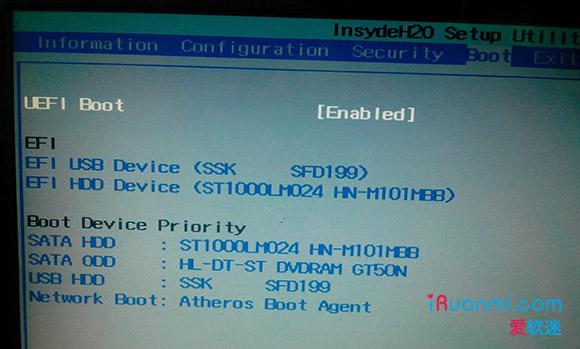 InsydeH2O Setup Utilit
Information Configuration Security Boot Exit
UEFI Boot [Enabled]
EFI
EFI USB Device (SSK SFD199)
EFI HDD Device (ST1000LM024 HN-M101MBB)
Boot Device Priority
SATA HDD : ST1000LM024 HN-M101MBB
SATA ODD : HL-DT-ST DVDRAM GT50N
USB HDD : SSK SFD199
Network Boot: Atheros Boot Agent
iRuanmi.com
爱软迷